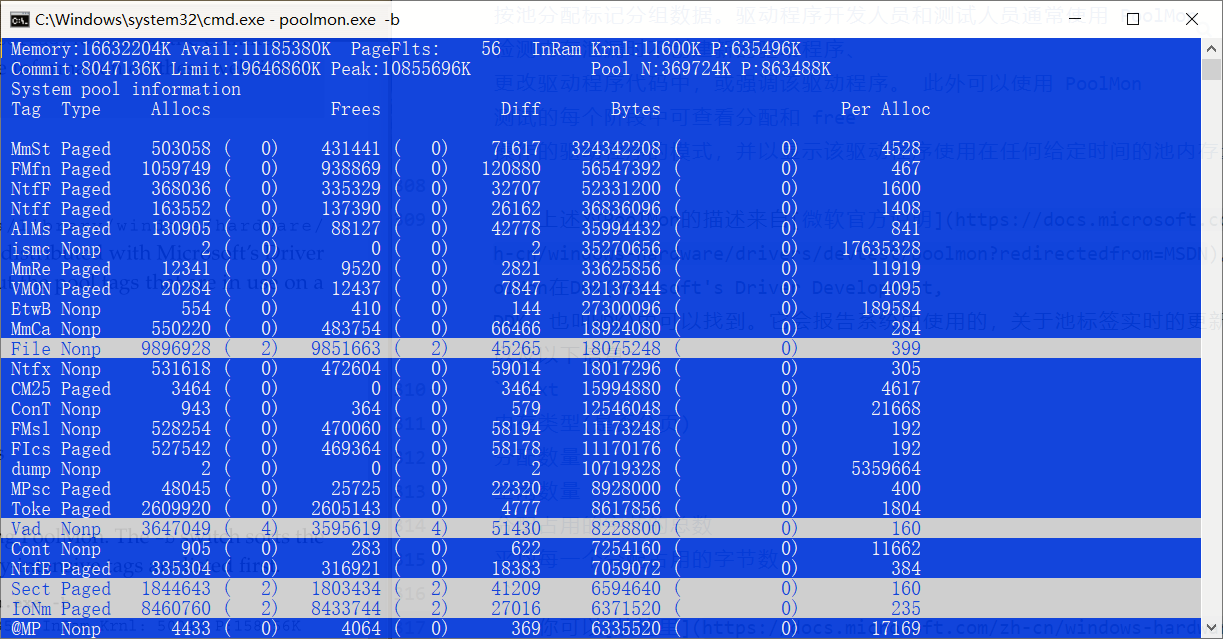 C:\Windows\system32\cmd.exe - poolmon.exe -b
Memory:16632204K Avail:11185380K PageFlts: 56 InRam Krnl:11600K P:635496K
Commit:8047136K Limit:19646860K Peak:10855696K Pool N:369724K P:863488K
System pool information
Tag Type Allocs Frees Diff Bytes Per Alloc
MmSt Paged 503058 ( 0) 431441 ( 0) 71617 324342208 ( 0) 4528
FMfn Paged 1059749 ( 0) 938869 ( 0) 120880 56547392 ( 0) 467
NtfF Paged 368036 ( 0) 335329 ( 0) 32707 52331200 ( 0) 1600
Ntff Paged 163552 ( 0) 137390 ( 0) 26162 36836096 ( 0) 1408
AlMs Paged 130905 ( 0) 88127 ( 0) 42778 35994432 ( 0) 841
ismc Nonp 2 ( 0) 0 ( 0) 2 35270656 ( 0) 17635328
MmRe Paged 12341 ( 0) 9520 ( 0) 2821 33625856 ( 0) 11919
VMON Paged 20284 ( 0) 12437 ( 0) 7847 32137344 ( 0) 4095
EtwB Nonp 554 ( 0) 410 ( 0) 144 27300096 ( 0) 189584
MmCa Nonp 550220 ( 0) 483754 ( 0) 66466 18924080 ( 0) 284
File Nonp 9896928 ( 2) 9851663 ( 2) 45265 18075248 ( 0) 399
Ntfx Nonp 531618 ( 0) 472604 ( 0) 59014 18017296 ( 0) 305
CM25 Paged 3464 ( 0) 0 ( 0) 3464 15994880 ( 0) 4617
ConT Nonp 943 ( 0) 364 ( 0) 579 12546048 ( 0) 21668
FMsl Nonp 528254 ( 0) 470060 ( 0) 58194 11173248 ( 0) 192
FIcs Paged 527542 ( 0) 469364 ( 0) 58178 11170176 ( 0) 192
dump Nonp 2 ( 0) 0 ( 0) 2 10719328 ( 0) 5359664
MPsc Paged 48045 ( 0) 25725 ( 0) 22320 8928000 ( 0) 400
Toke Paged 2609920 ( 0) 2605143 ( 0) 4777 8617856 ( 0) 1804
Vad Nonp 3647049 ( 4) 3595619 ( 4) 51430 8228800 ( 0) 160
Cont Nonp 905 ( 0) 283 ( 0) 622 7254160 ( 0) 11662
NtfE Paged 335304 ( 0) 316921 ( 0) 18383 7059072 ( 0) 384
Sect Paged 1844643 ( 2) 1803434 ( 2) 41209 6594640 ( 0) 160
IoNm Paged 8460760 ( 2) 8433744 ( 2) 27016 6371520 ( 0) 235
@MP Nonp 4433 ( 0) 4064 ( 0) 369 6335520 ( 0) 17169